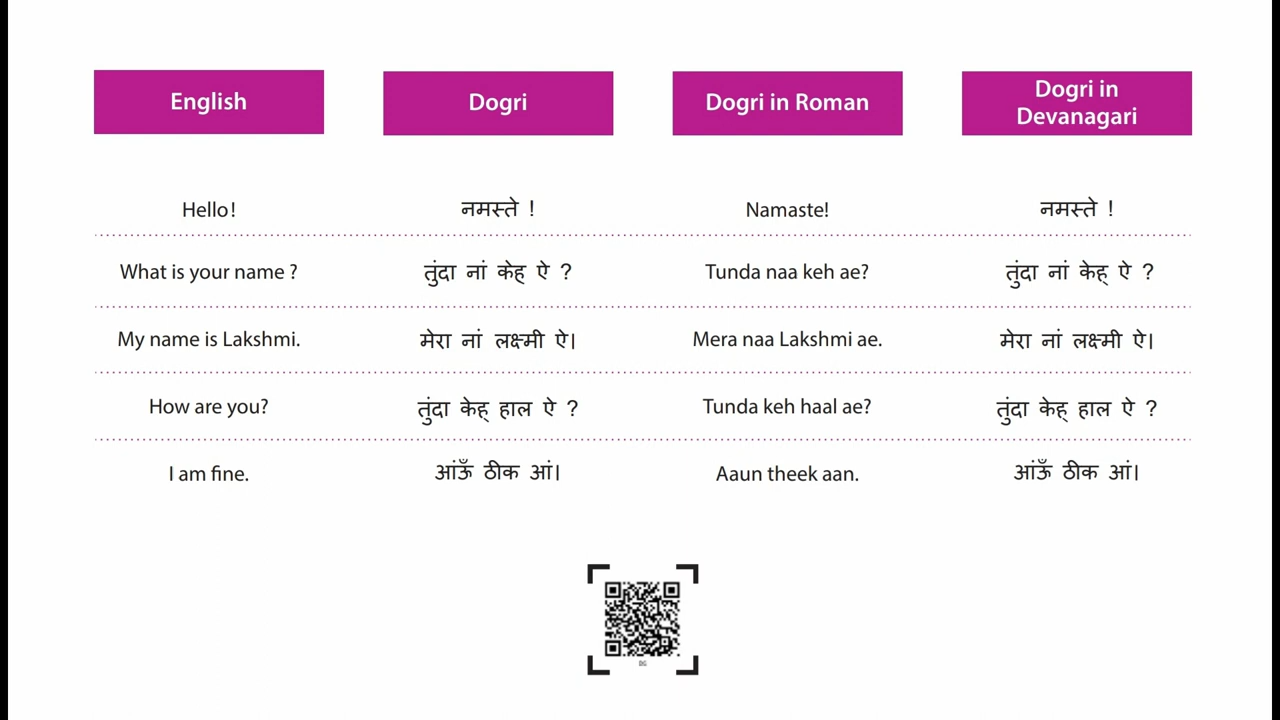 English Dogri Dogri in Roman Dogri in Devanagari
Hello! नमस्ते ! Namaste! नमस्ते !
What is your name ? तुंदा नां केह् ऐ ? Tunda naa keh ae? तुंदा नां केह् ऐ ?
My name is Lakshmi. मेरा नां लक्ष्मी ऐ। Mera naa Lakshmi ae. मेरा नां लक्ष्मी ऐ।
How are you? तुंदा केह् हाल ऐ ? Tunda keh haal ae? तुंदा केह् हाल ऐ ?
I am fine. आंऊँ ठीक आं। Aaun theek aan. आंऊँ ठीक आं।